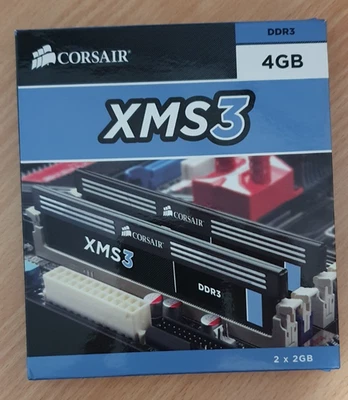 CORSAIR
DDR3
4GB
XMS3
CORSAIR
CORSAIR
XMS3
DDR3
2 x 2GB